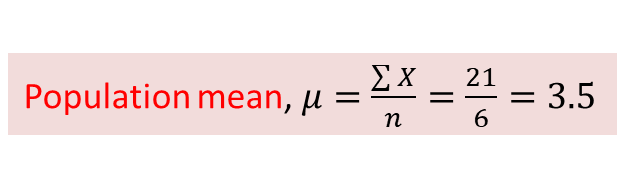 Population mean, μ = ∑ X / n = 21 / 6 = 3.5